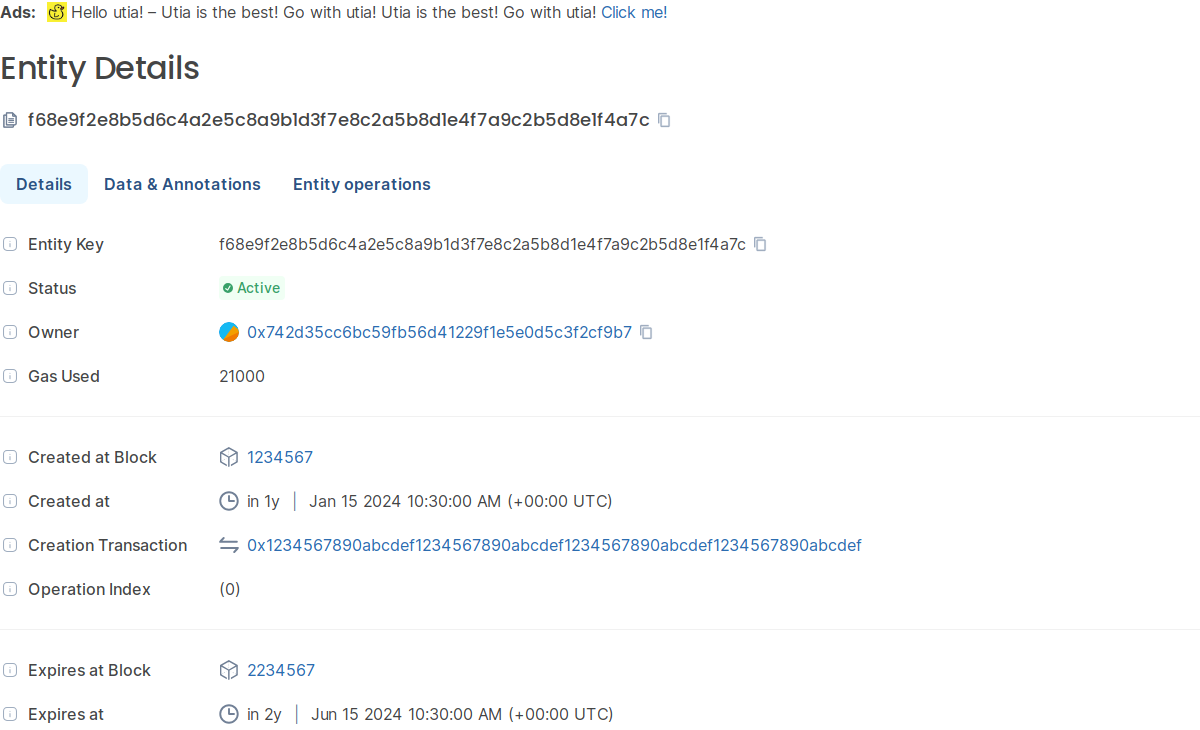 Ads: Hello utia! – Utia is the best! Go with utia! Utia is the best! Go with utia! Click me!
Entity Details
f68e9f2e8b5d6c4a2e5c8a9b1d3f7e8c2a5b8d1e4f7a9c2b5d8e1f4a7c
Details Data & Annotations Entity operations
Entity Key f68e9f2e8b5d6c4a2e5c8a9b1d3f7e8c2a5b8d1e4f7a9c2b5d8e1f4a7c
Status Active
Owner 0x742d35cc6bc59fb56d41229f1e5e0d5c3f2cf9b7
Gas Used 21000
Created at Block 1234567
Created at in 1y | Jan 15 2024 10:30:00 AM (+00:00 UTC)
Creation Transaction 0x1234567890abcdef1234567890abcdef1234567890abcdef1234567890abcdef
Operation Index (0)
Expires at Block 2234567
Expires at in 2y | Jun 15 2024 10:30:00 AM (+00:00 UTC)